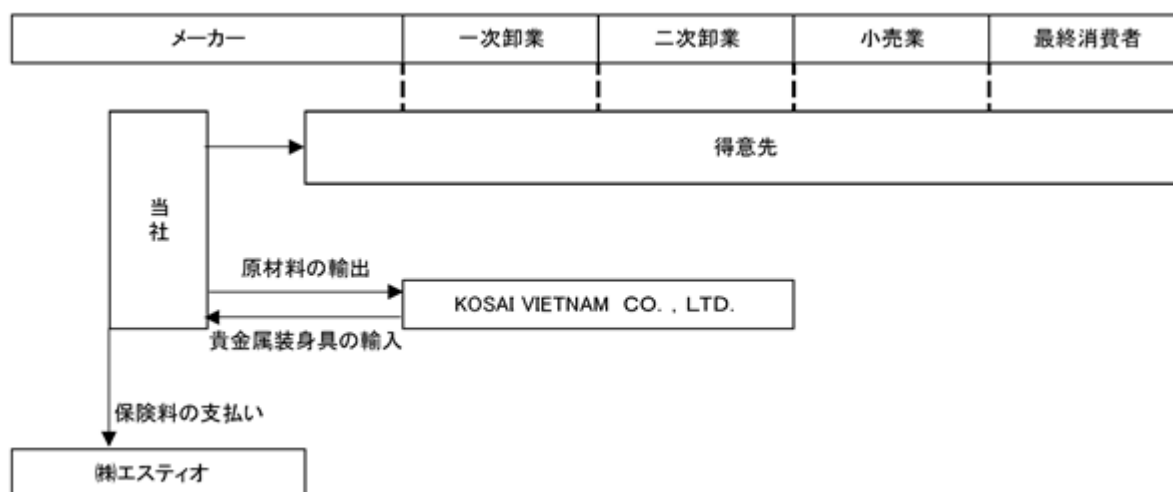 メーカー 一次卸業 二次卸業 小売業 最終消費者
得意先
当社
原材料の輸出
KOSAI VIETNAM CO.,LTD.
貴金属装身具の輸入
保険料の支払い
㈱エスティオ